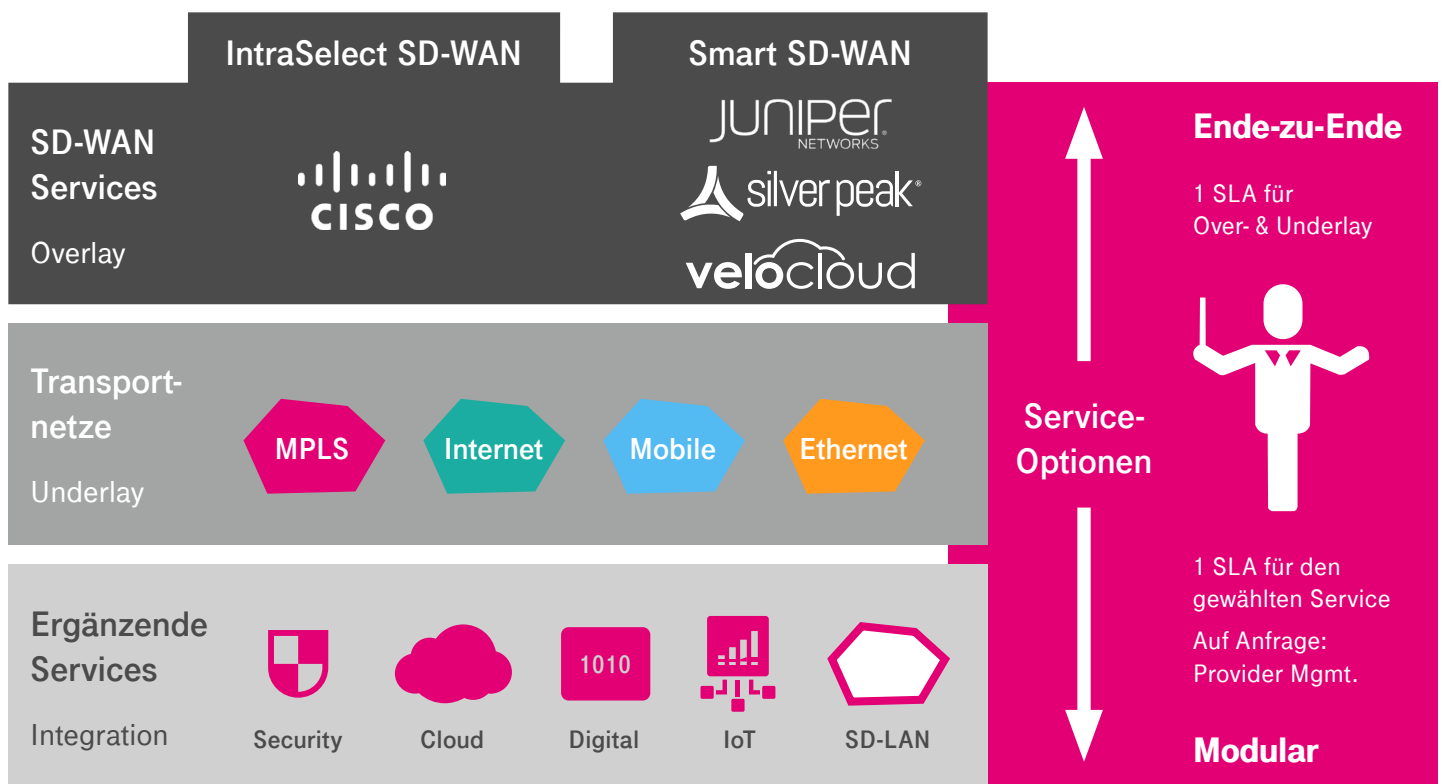 IntraSelect SD-WAN
Smart SD-WAN
SD-WAN
Services
Overlay
CISCO
JUNIPER
NETWORKS
silver peak®
velocloud
Transport-
netze
Underlay
MPLS
Internet
Mobile
Ethernet
Ergänzende
Services
Integration
Security
Cloud
1010
Digital
IoT
SD-LAN
Service-
Optionen
Ende-zu-Ende
1 SLA für
Over- & Underlay
1 SLA für den
gewählten Service
Auf Anfrage:
Provider Mgmt.
Modular